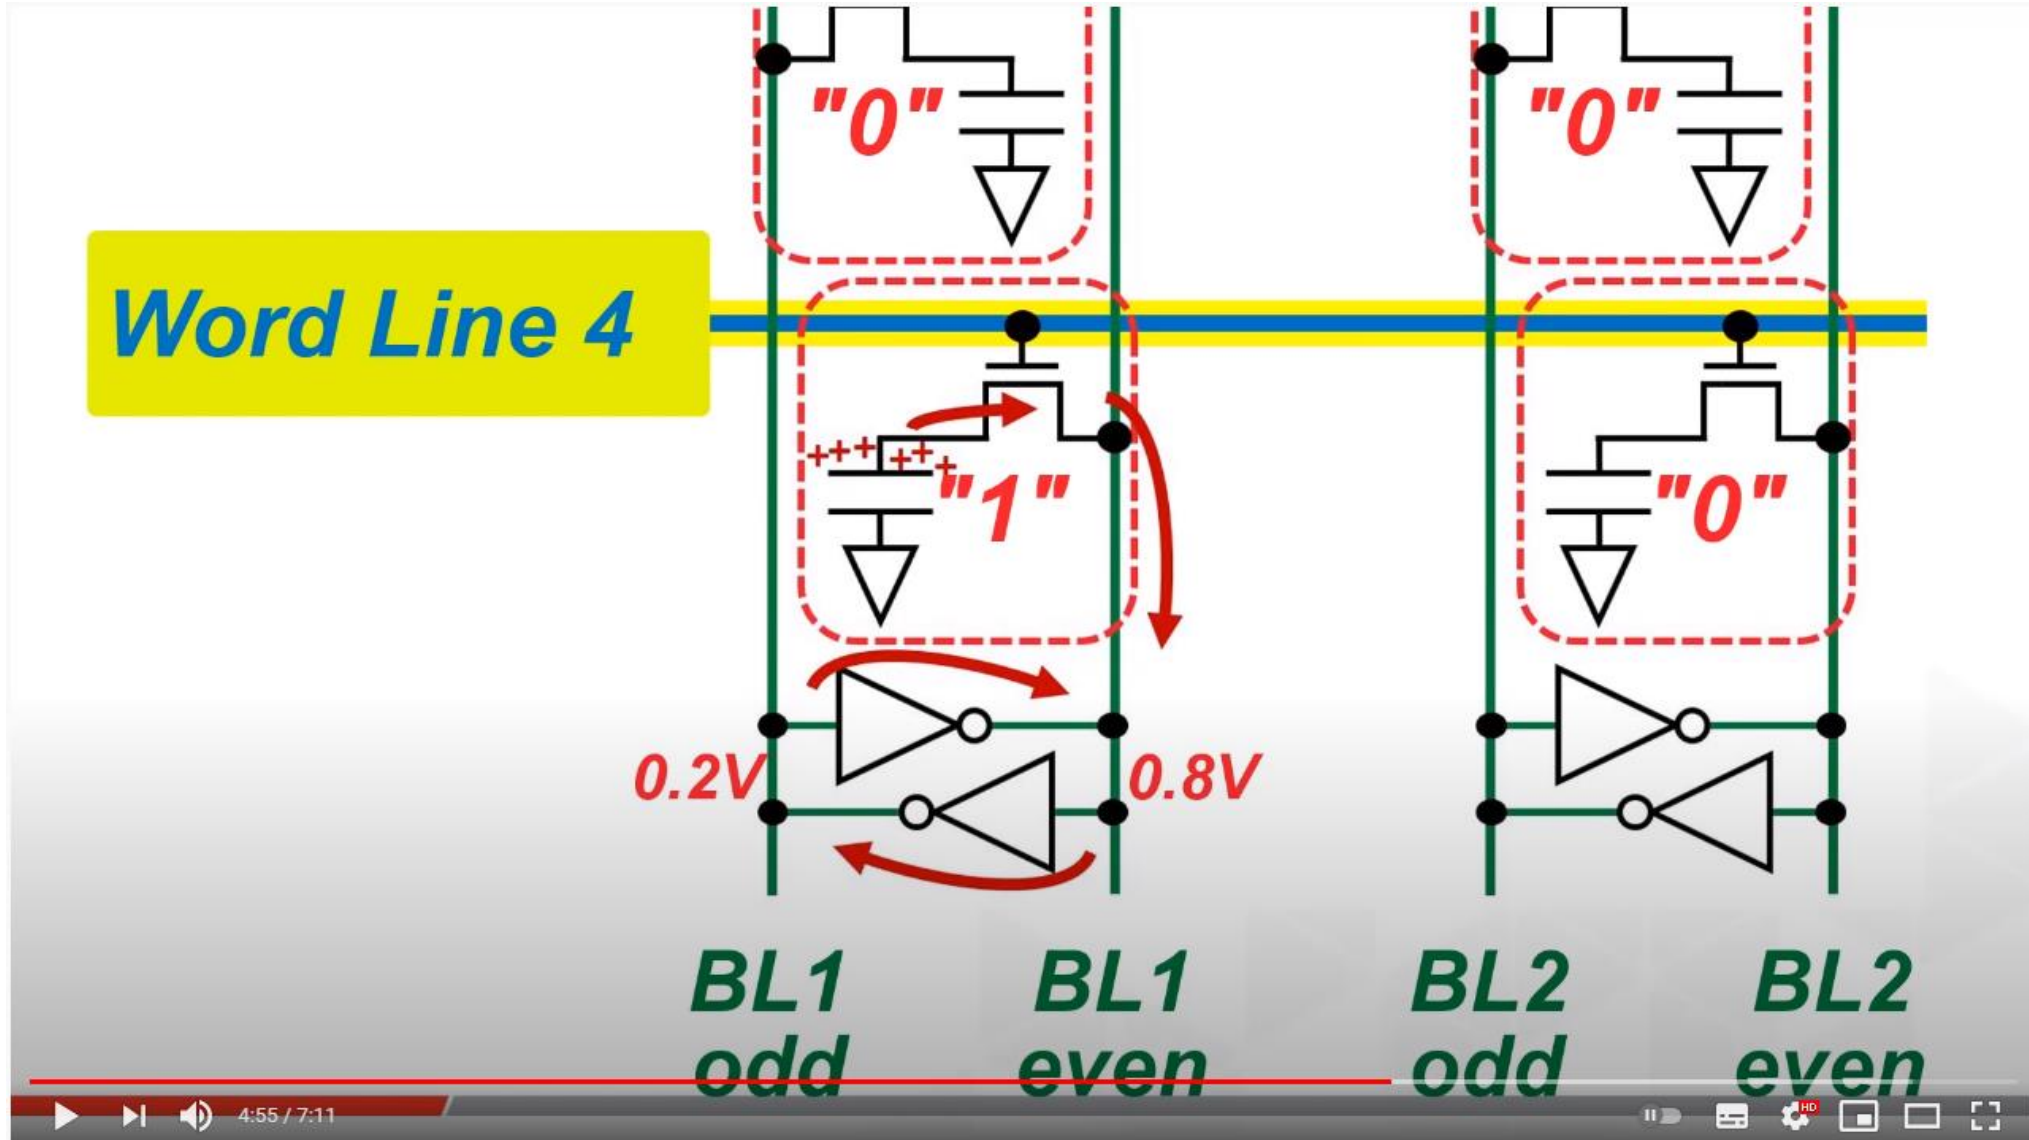 "0" "0"
Word Line 4
+++ +++
"1" "0"
0.2V 0.8V
BL1 BL1 BL2 BL2
odd even odd even
4:55 / 7:11
HD